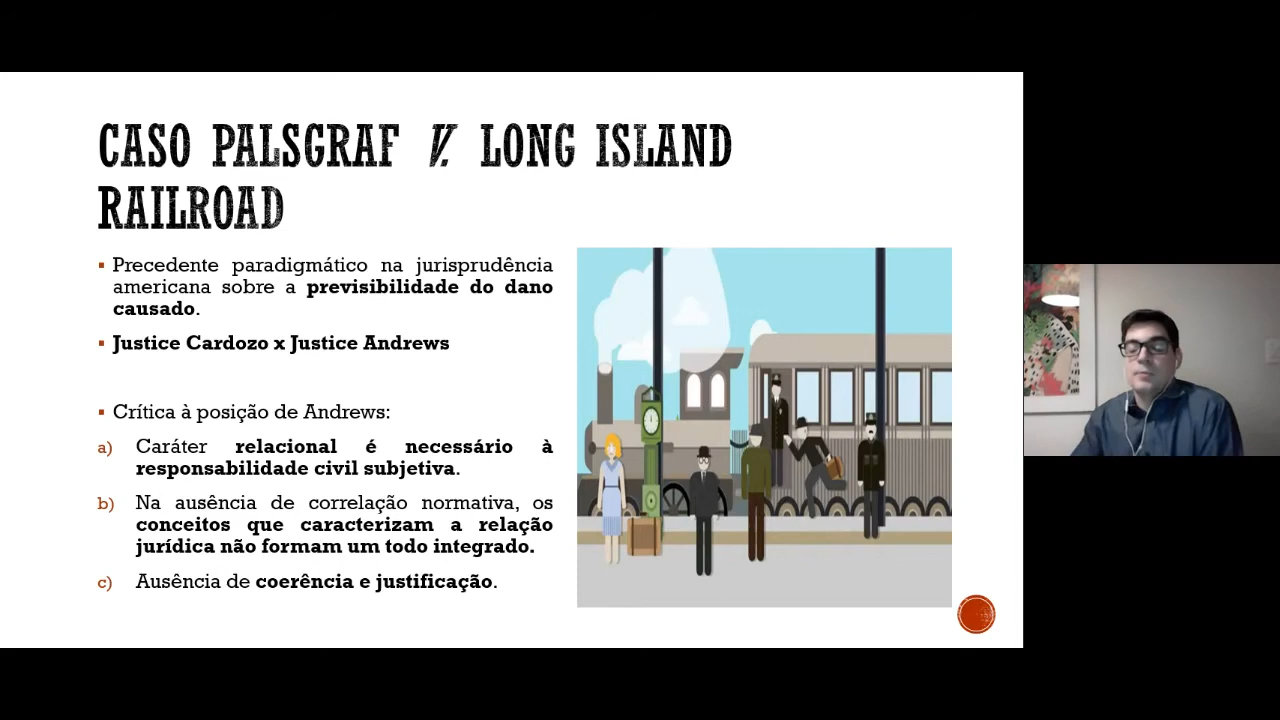 CASO PALSGRAF V. LONG ISLAND
RAILROAD
▪ Precedente paradigmático na jurisprudência
americana sobre a previsibilidade do dano
causado.
▪ Justice Cardozo x Justice Andrews
▪ Crítica à posição de Andrews:
a) Caráter relacional é necessário à
responsabilidade civil subjetiva.
b) Na ausência de correlação normativa, os
conceitos que caracterizam a relação
jurídica não formam um todo integrado.
c) Ausência de coerência e justificação.